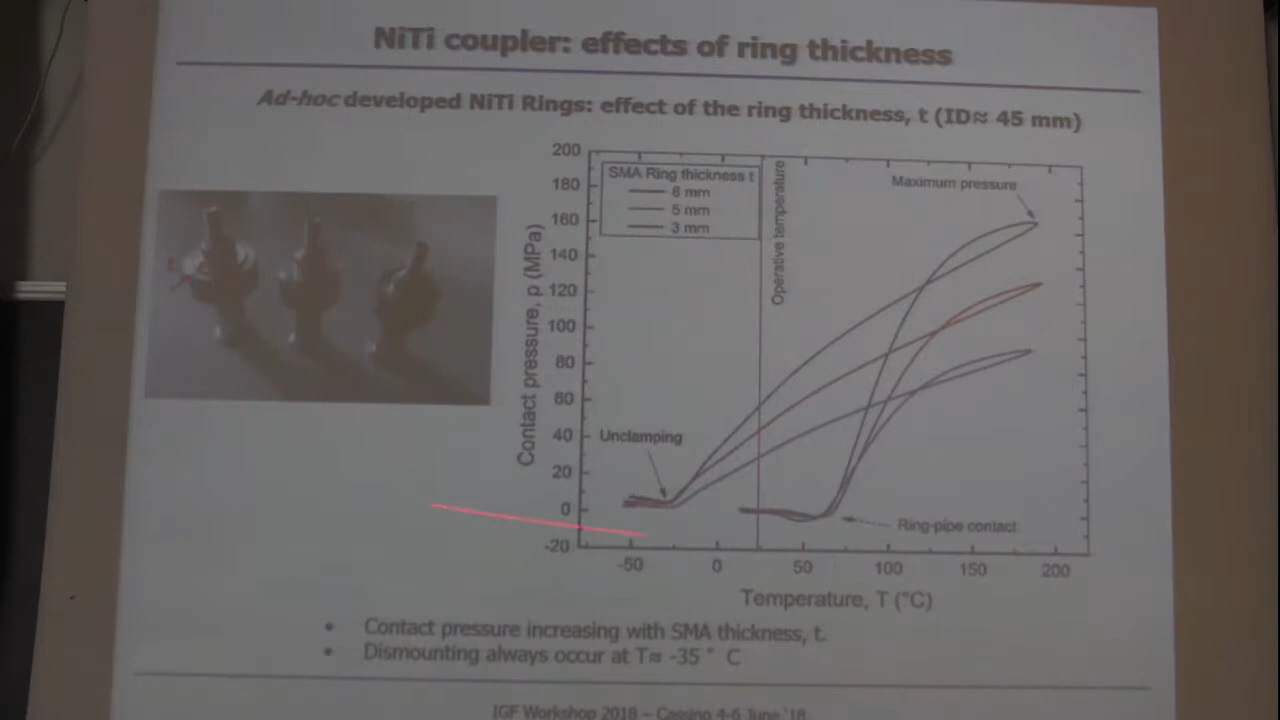 NiTi coupler: effects of ring thickness
Ad-hoc developed NiTi Rings: effect of the ring thickness, t (ID≈ 45 mm)
200
180
160
140
120
100
80
60
40
20
0
-20
Contact pressure, p (MPa)
SMA Ring thickness t
8 mm
5 mm
3 mm
Operative temperature
Maximum pressure
Unclamping
Ring-pipe contact
-50
0
50
100
150
200
Temperature, T (°C)
• Contact pressure increasing with SMA thickness, t.
• Dismounting always occur at T≈ -35 ° C
IGF Workshop 2018 – Cassino 4-6 June '18